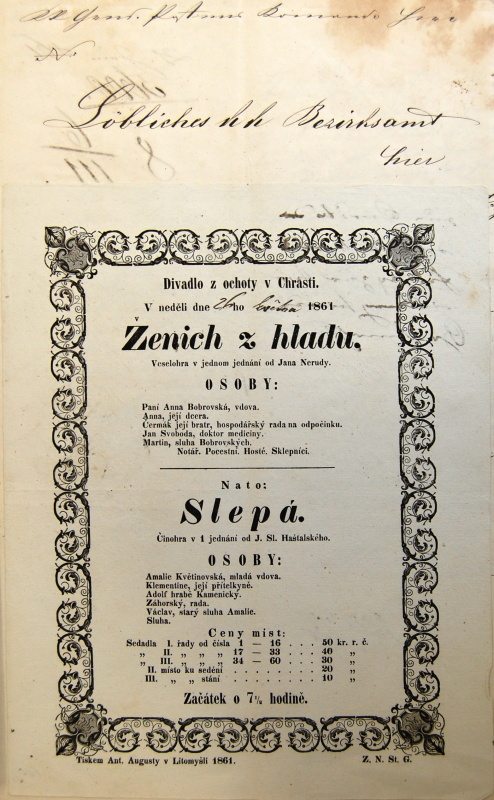 Löbliches k k Bezirksamt
hier
Divadlo z ochoty v Chrasti.
V neděli dne 26ho května 1861
Ženich z hladu.
Veselohra v jednom jednání od Jana Nerudy.
OSOBY:
Paní Anna Bobrovská, vdova.
Anna, její dcera.
Čermák její bratr, hospodářský rada na odpočinku.
Jan Svoboda, doktor medicíny.
Martin, sluha Bobrovských.
Notář. Pocestní. Hosté. Sklepníci.
Nato:
Slepá.
Činohra v 1 jednání od J. Sl. Haštalského.
OSOBY:
Amalie Květinovská, mladá vdova.
Klementine, její přítelkyně.
Adolf hrabě Kamenický.
Záhorský, rada.
Václav, starý sluha Amalie.
Sluha.
Ceny míst:
Sedadla I. řady od čísla 1 — 16 . . . 50 kr. r. č.
„ II. „ „ „ 17 — 33 . . . 40 „
„ III. „ „ „ 34 — 60 . . . 30 „
II. místo ku sedění . . . . . 20 „
III. „ „ stání . . . . . 10 „
Začátek o 7½ hodině.
Tiskem Ant. Augusty v Litomyšli 1861. Z. N. St. G.